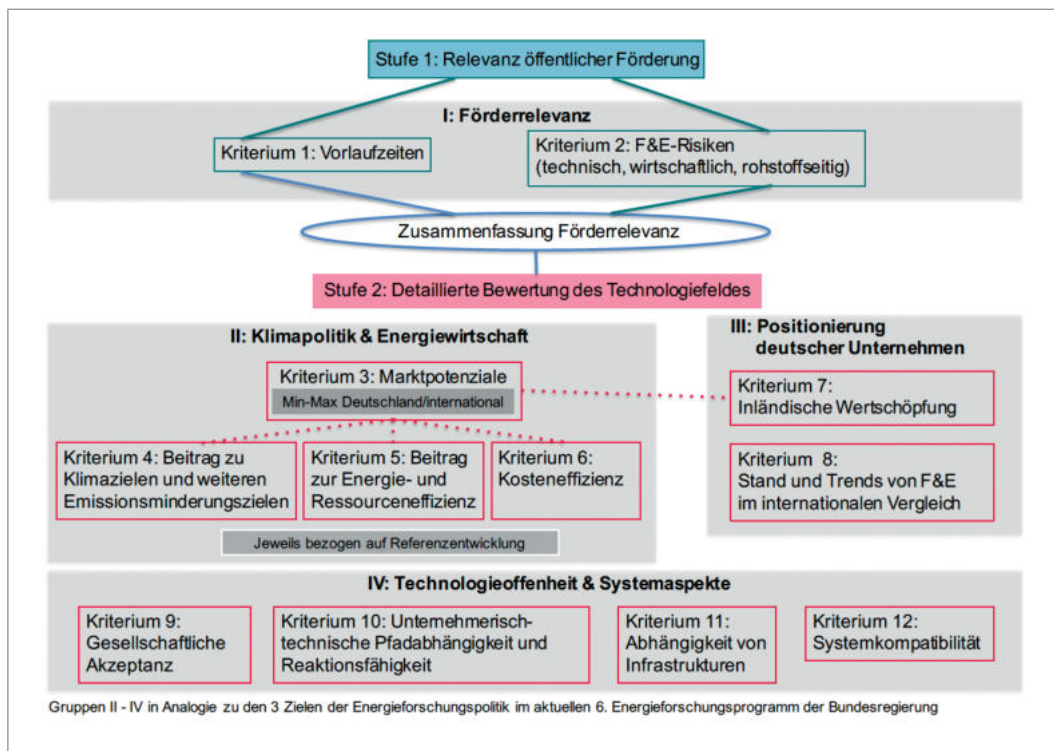 Stufe 1: Relevanz öffentlicher Förderung
I: Förderrelevanz
Kriterium 1: Vorlaufzeiten
Kriterium 2: F&E-Risiken
(technisch, wirtschaftlich, rohstoffseitig)
Zusammenfassung Förderrelevanz
Stufe 2: Detaillierte Bewertung des Technologiefeldes
II: Klimapolitik & Energiewirtschaft
Kriterium 3: Marktpotenziale
Min-Max Deutschland/international
Kriterium 4: Beitrag zu
Klimazielen und weiteren
Emissionsminderungszielen
Kriterium 5: Beitrag
zur Energie- und
Ressourceneffizienz
Kriterium 6:
Kosteneffizienz
Jeweils bezogen auf Referenzentwicklung
III: Positionierung
deutscher Unternehmen
Kriterium 7:
Inländische Wertschöpfung
Kriterium 8:
Stand und Trends von F&E
im internationalen Vergleich
IV: Technologieoffenheit & Systemaspekte
Kriterium 9:
Gesellschaftliche
Akzeptanz
Kriterium 10: Unternehmerisch-
technische Pfadabhängigkeit und
Reaktionsfähigkeit
Kriterium 11:
Abhängigkeit von
Infrastrukturen
Kriterium 12:
Systemkompatibilität
Gruppen II - IV in Analogie zu den 3 Zielen der Energieforschungspolitik im aktuellen 6. Energieforschungsprogramm der Bundesregierung